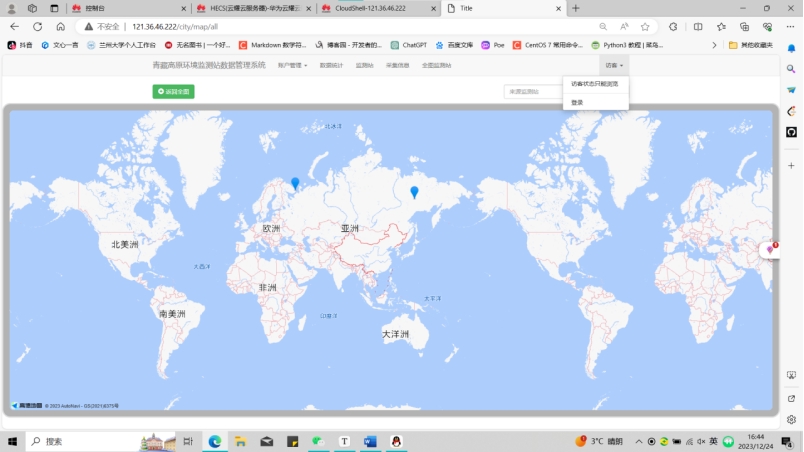 控制台
HECS(云耀云服务器)-华为云耀云
CloudShell-121.36.46.222
Title
不安全
121.36.46.222/city/map/all
抖音
文心一言
兰州大学个人工作台
无名图书 | 一个好...
Markdown 数学符...
博客园 - 开发者的...
ChatGPT
百度文库
Poe
CentOS 7 常用命令...
Python3 教程 | 菜鸟...
其他收藏夹
青藏高原环境监测站数据管理系统
账户管理
数据统计
监测站
采集信息
全图监测站
访客
返回全图
来源监测站
访客状态只能浏览
登录
北冰洋
欧洲
亚洲
北美洲
大西洋
非洲
太平洋
南美洲
印度洋
大洋洲
高德地图 © 2023 AutoNavi - GS(2021)6375号
搜索
3°C 晴朗
英
16:44
2023/12/24